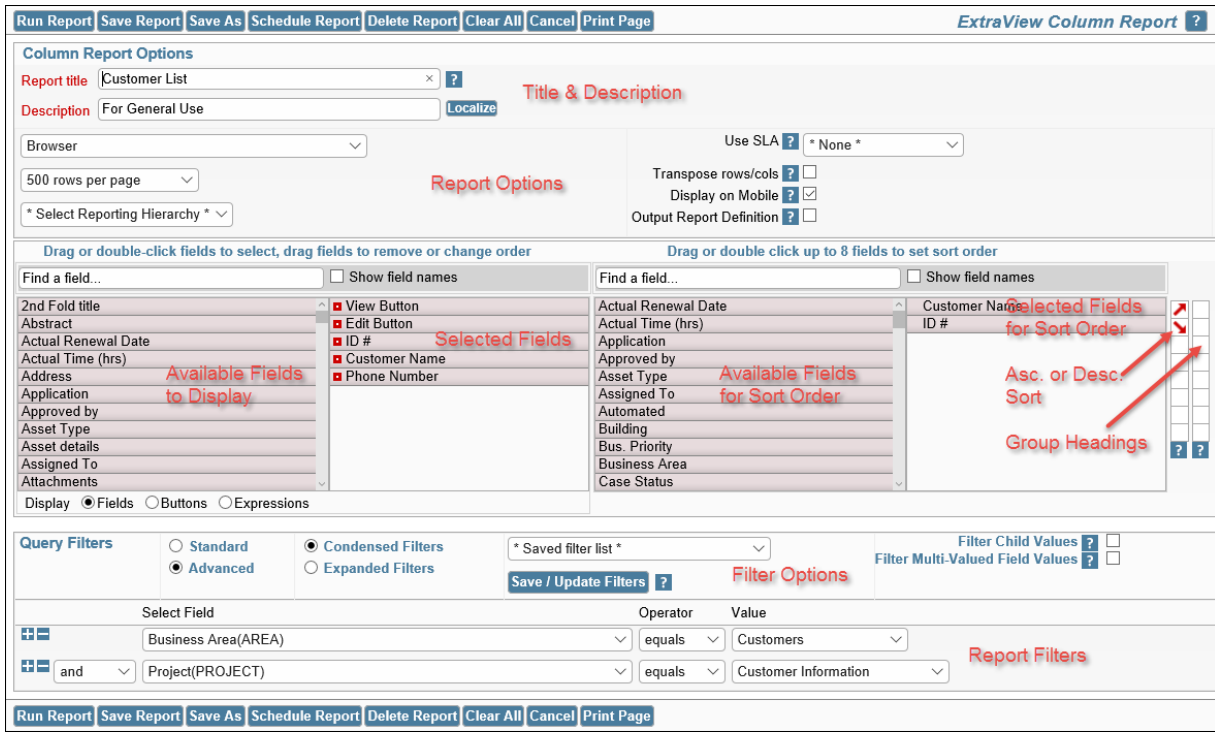 Run Report Save Report Save As Schedule Report Delete Report Clear All Cancel Print Page ExtraView Column Report ?
Column Report Options
Report title Customer List × ?
Title & Description
Description For General Use Localize
Browser Use SLA ? * None *
500 rows per page Report Options Transpose rows/cols ?
Display on Mobile ?
* Select Reporting Hierarchy * Output Report Definition ?
Drag or double-click fields to select, drag fields to remove or change order Drag or double click up to 8 fields to set sort order
Find a field... Show field names Find a field... Show field names
2nd Fold title View Button Actual Renewal Date Customer Name Selected Fields
Abstract Edit Button Actual Time (hrs) ID # for Sort Order
Actual Renewal Date ID # Selected Fields Application
Actual Time (hrs) Customer Name Approved by
Address Available Fields Phone Number Asset Type Available Fields Asc. or Desc.
Application to Display Assigned To for Sort Order Sort
Approved by Automated
Asset Type Building
Asset details Bus. Priority Group Headings ? ?
Assigned To Business Area
Attachments Case Status
Display Fields Buttons Expressions
Query Filters Standard Condensed Filters * Saved filter list * Filter Child Values ?
Advanced Expanded Filters Save / Update Filters ? Filter Options Filter Multi-Valued Field Values ?
Select Field Operator Value
Business Area(AREA) equals Customers
and Project(PROJECT) equals Customer Information Report Filters
Run Report Save Report Save As Schedule Report Delete Report Clear All Cancel Print Page